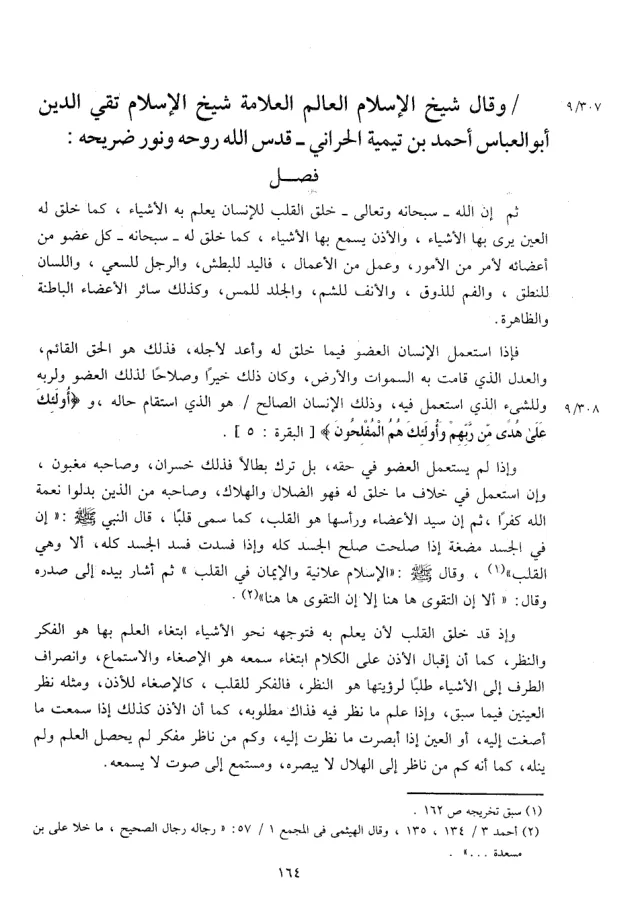 ٩/٣٠٧
/ وقال شيخ الإسلام العالم العلامة شيخ الإسلام تقي الدين
أبوالعباس أحمد بن تيمية الحراني ـ قدس الله روحه ونور ضريحه :
فصـــل
ثم إن الله ـ سبحانه وتعالى ـ خلق القلب للإنسان يعلم به الأشياء ، كما خلق له
العين يرى بها الأشياء ، والأذن يسمع بها الأشياء ، كما خلق له ـ سبحانه ـ كل عضو من
أعضائه لأمر من الأمور، وعمل من الأعمال ، فاليد للبطش، والرجل للسعي ، واللسان
للنطق ، والفم للذوق ، والأنف للشم، والجلد للمس، وكذلك سائر الأعضاء الباطنة
والظاهرة.
فإذا استعمل الإنسان العضو فيما خلق له وأعد لأجله، فذلك هو الحق القائم،
والعدل الذي قامت به السموات والأرض، وكان ذلك خيرًا وصلاحًا لذلك العضو ولربه
٩/٣٠٨ وللشىء الذي استعمل فيه، وذلك الإنسان الصالح / هو الذي استقام حاله ،و ﴿أُوْلَئِكَ
عَلَىٰ هُدًى مِّن رَّبِّهِمْ وَأُوْلَئِكَ هُمُ الْمُفْلِحُونَ ﴾ [ البقرة : ٥ ] .
وإذا لم يستعمل العضو في حقه، بل ترك بطالاً فذلك خسران، وصاحبه مغبون ،
وإن استعمل في خلاف ما خلق له فهو الضلال والهلاك، وصاحبه من الذين بدلوا نعمة
الله كفرًا ،ثم إن سيد الأعضاء ورأسها هو القلب، كما سمى قلبًا ، قال النبي ﷺ :« إن
في الجسد مضغة إذا صلحت صلح الجسد كله وإذا فسدت فسد الجسد كله، ألا وهي
القلب»(١) ، وقال ﷺ :«الإسلام علانية والإيمان في القلب » ثم أشار بيده إلى صدره
وقال: « ألا إن التقوى ها هنا إلا إن التقوى ها هنا»(٢) .
وإذ قد خلق القلب لأن يعلم به فتوجهه نحو الأشياء ابتغاء العلم بها هو الفكر
والنظر، كما أن إقبال الأذن على الكلام ابتغاء سمعه هو الإصغاء والاستماع، وانصراف
الطرف إلى الأشياء طلبًا لرؤيتها هو النظر، فالفكر للقلب ، كالإصغاء للأذن، ومثله نظر
العينين فيما سبق، وإذا علم ما نظر فيه فذاك مطلوبه، كما أن الأذن كذلك إذا سمعت ما
أصغت إليه، أو العين إذا أبصرت ما نظرت إليه، وكم من ناظر مفكر لم يحصل العلم ولم
ينله، كما أنه كم من ناظر إلى الهلال لا يبصره، ومستمع إلى صوت لا يسمعه.
(١) سبق تخريجه ص ١٦٢ .
(٢) أحمد ٣ / ١٣٤ ، ١٣٥ ، وقال الهيثمى فى المجمع ١ / ٥٧: « رجاله رجال الصحيح ، ما خلا على بن
مسعدة ...» .
١٦٤